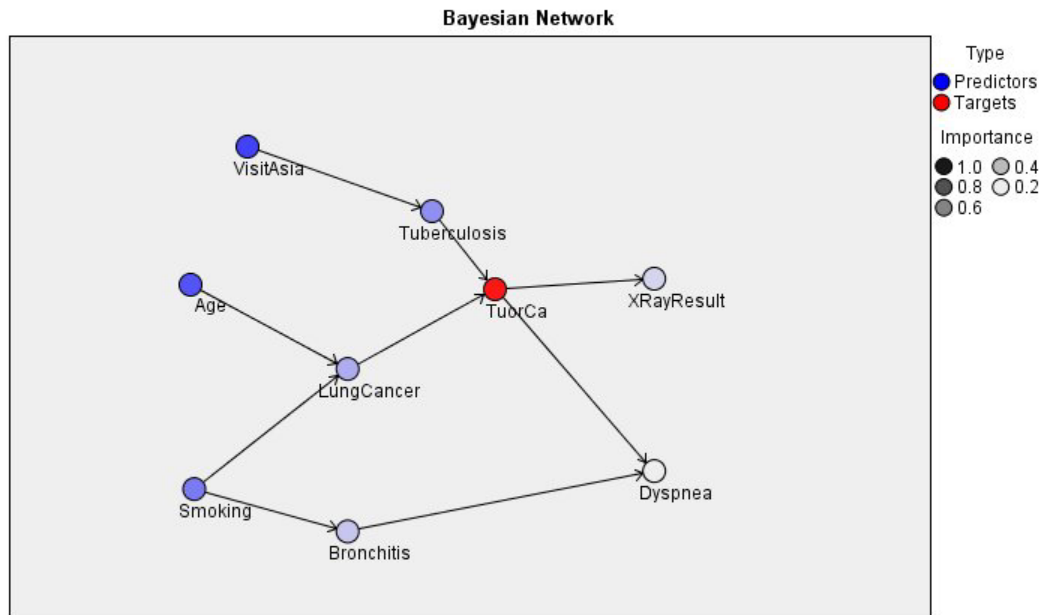 Bayesian Network
Type
Predictors
Targets
Importance
1.0 0.4
0.8 0.2
0.6
VisitAsia
Tuberculosis
Age
TuorCa
XRayResult
LungCancer
Smoking
Dyspnea
Bronchitis